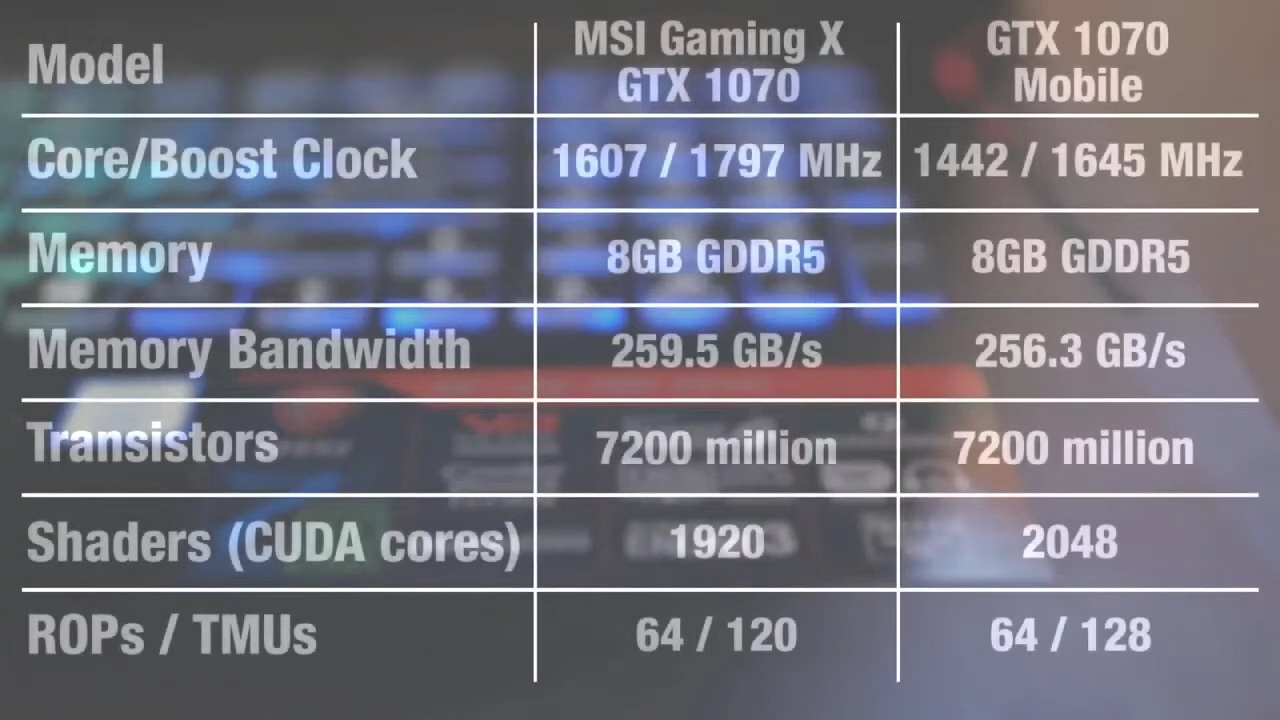 Model
MSI Gaming X
GTX 1070
GTX 1070
Mobile
Core/Boost Clock
1607 / 1797 MHz
1442 / 1645 MHz
Memory
8GB GDDR5
8GB GDDR5
Memory Bandwidth
259.5 GB/s
256.3 GB/s
Transistors
7200 million
7200 million
Shaders (CUDA cores)
1920
2048
ROPs / TMUs
64 / 120
64 / 128